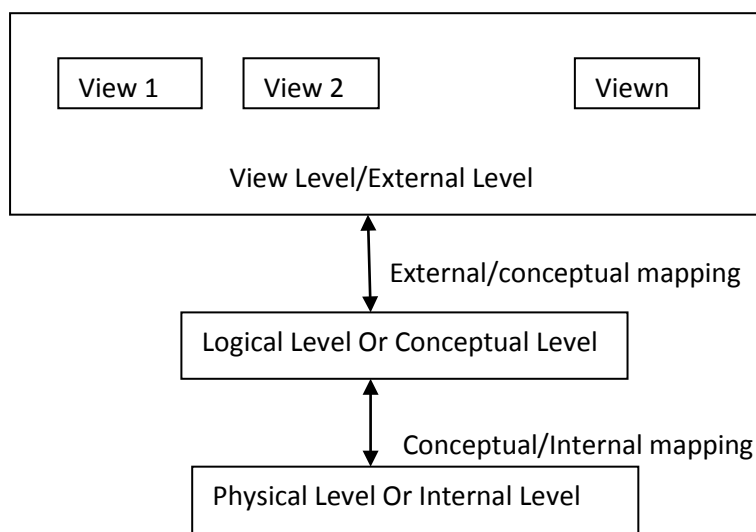 View 1
View 2
Viewn
View Level/External Level
External/conceptual mapping
Logical Level Or Conceptual Level
Conceptual/Internal mapping
Physical Level Or Internal Level